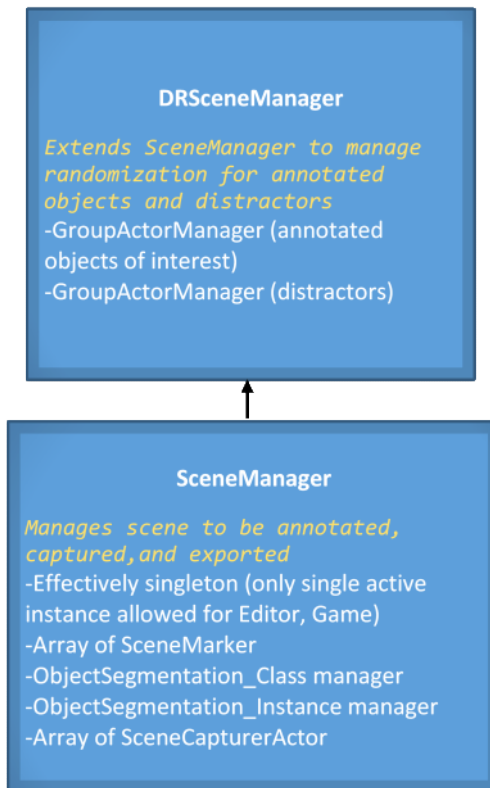 DRSceneManager
Extends SceneManager to manage
randomization for annotated
objects and distractors
-GroupActorManager (annotated
objects of interest)
-GroupActorManager (distractors)
SceneManager
Manages scene to be annotated,
captured,and exported
-Effectively singleton (only single active
instance allowed for Editor, Game)
-Array of SceneMarker
-ObjectSegmentation_Class manager
-ObjectSegmentation_Instance manager
-Array of SceneCapturerActor